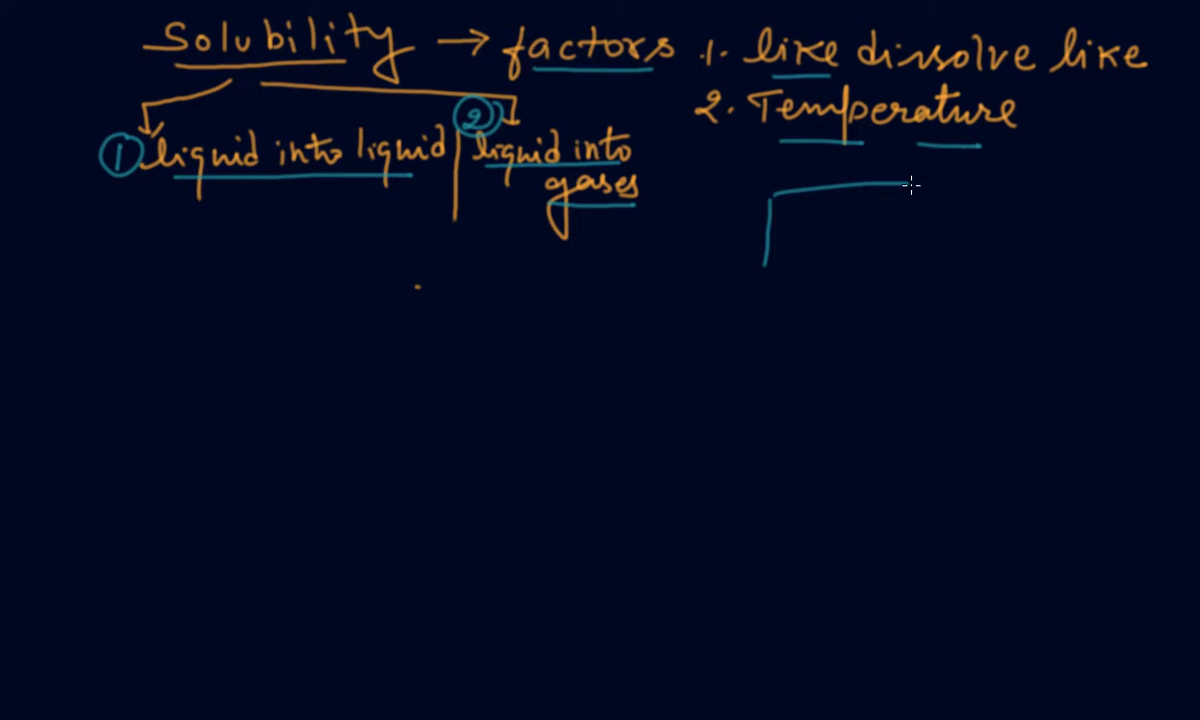 Solubility → factors 1. like dissolve like
2. Temperature
① liquid into liquid
② liquid into
gases